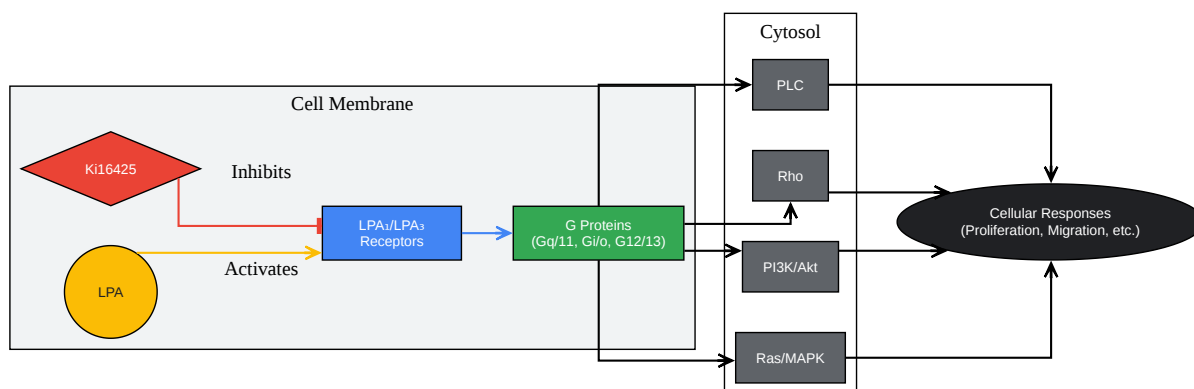 Cytosol
Cell Membrane
PLC
Ki16425
Inhibits
Rho
LPA₁/LPA₃
Receptors
G Proteins
(Gq/11, Gi/o, G12/13)
Cellular Responses
(Proliferation, Migration, etc.)
Activates
PI3K/Akt
LPA
Ras/MAPK